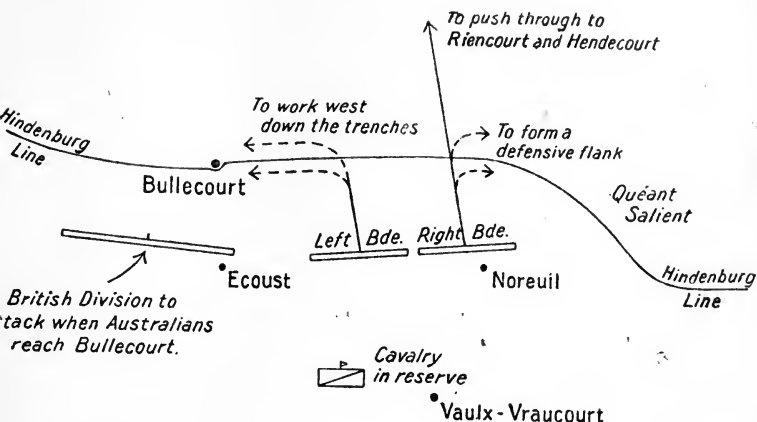 To push through to
Riencourt and Hendecourt
To work west
down the trenches
To form a
defensive flank
Hindenburg
Line
Bullecourt
Quéant
Salient
Left Bde.
Right Bde.
Ecoust
Noreuil
Hindenburg
Line
British Division to
ttack when Australians
reach Bullecourt.
Cavalry
in reserve
Vaulx-Vraucourt